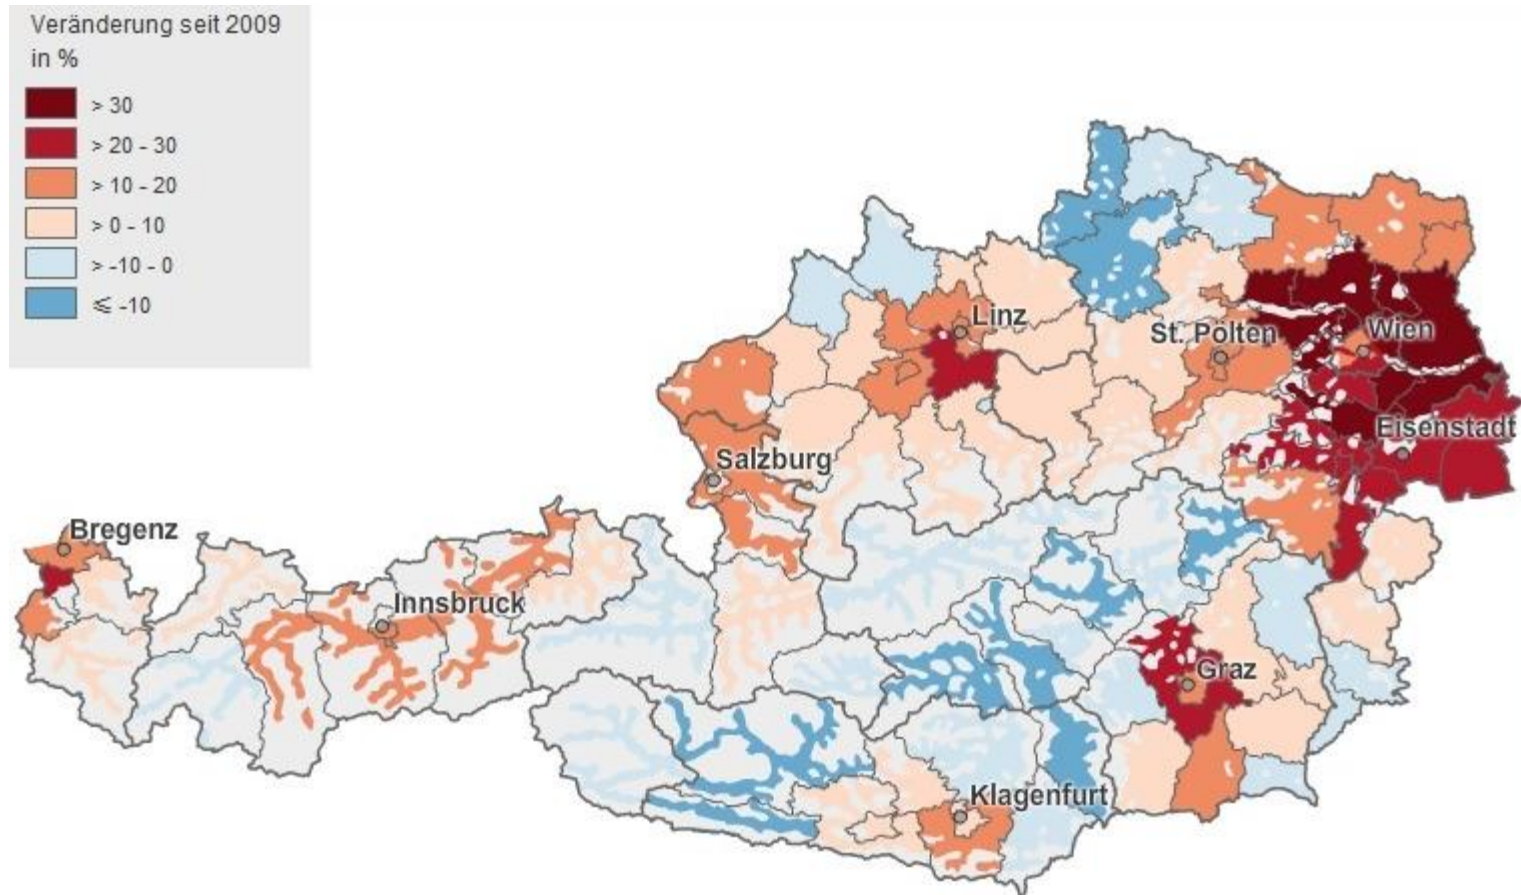 Veränderung seit 2009
in %
> 30
> 20 - 30
> 10 - 20
> 0 - 10
> -10 - 0
⩽ -10
Linz
St. Pölten
Wien
Eisenstadt
Salzburg
Bregenz
Innsbruck
Graz
Klagenfurt